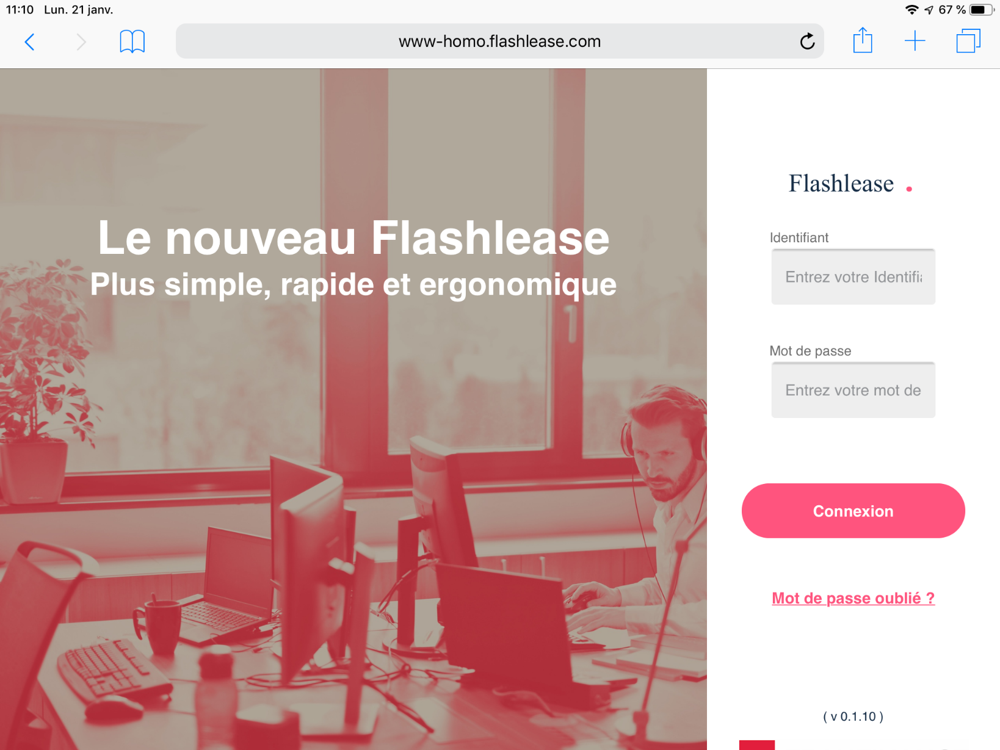 11:10 Lun. 21 janv.
67 %
www-homo.flashlease.com
Le nouveau Flashlease
Plus simple, rapide et ergonomique
Flashlease .
Identifiant
Entrez votre Identifi
Mot de passe
Entrez votre mot de
Connexion
Mot de passe oublié ?
( v 0.1.10 )